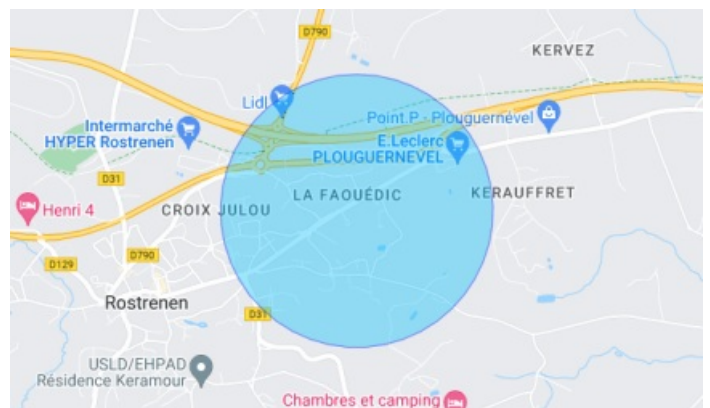 D790
KERVEZ
Lidl
Point.P - Plouguernével
Intermarché
HYPER Rostrenen
E.Leclerc
PLOUGUERNEVEL
D31
Henri 4
CROIX JULOU
LA FAOUÉDIC
KERAUFFRET
D790
D129
Rostrenen
D31
USLD/EHPAD
Résidence Keramour
Chambres et camping